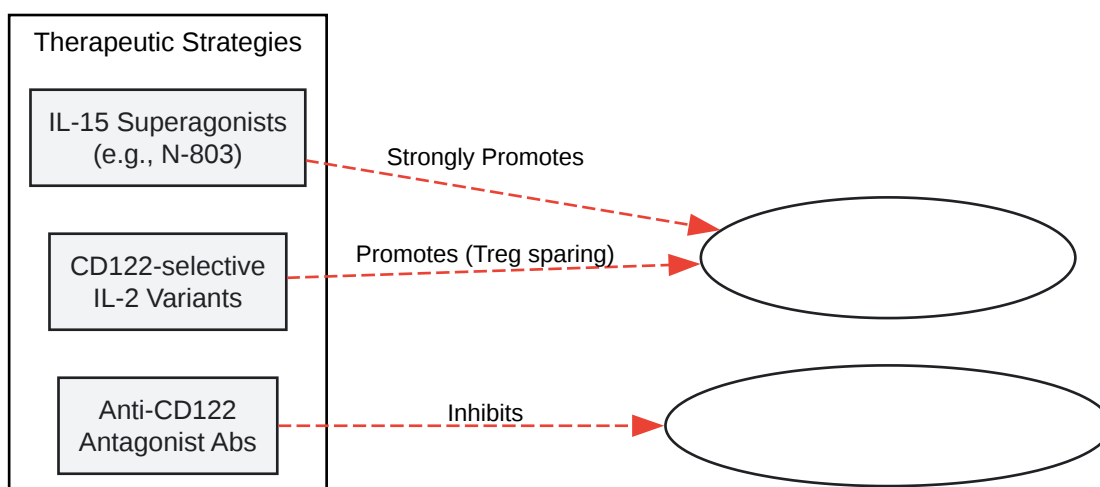 Therapeutic Strategies
IL-15 Superagonists
(e.g., N-803)
Strongly Promotes
CD122-selective
IL-2 Variants
Promotes (Treg sparing)
Anti-CD122
Antagonist Abs
Inhibits